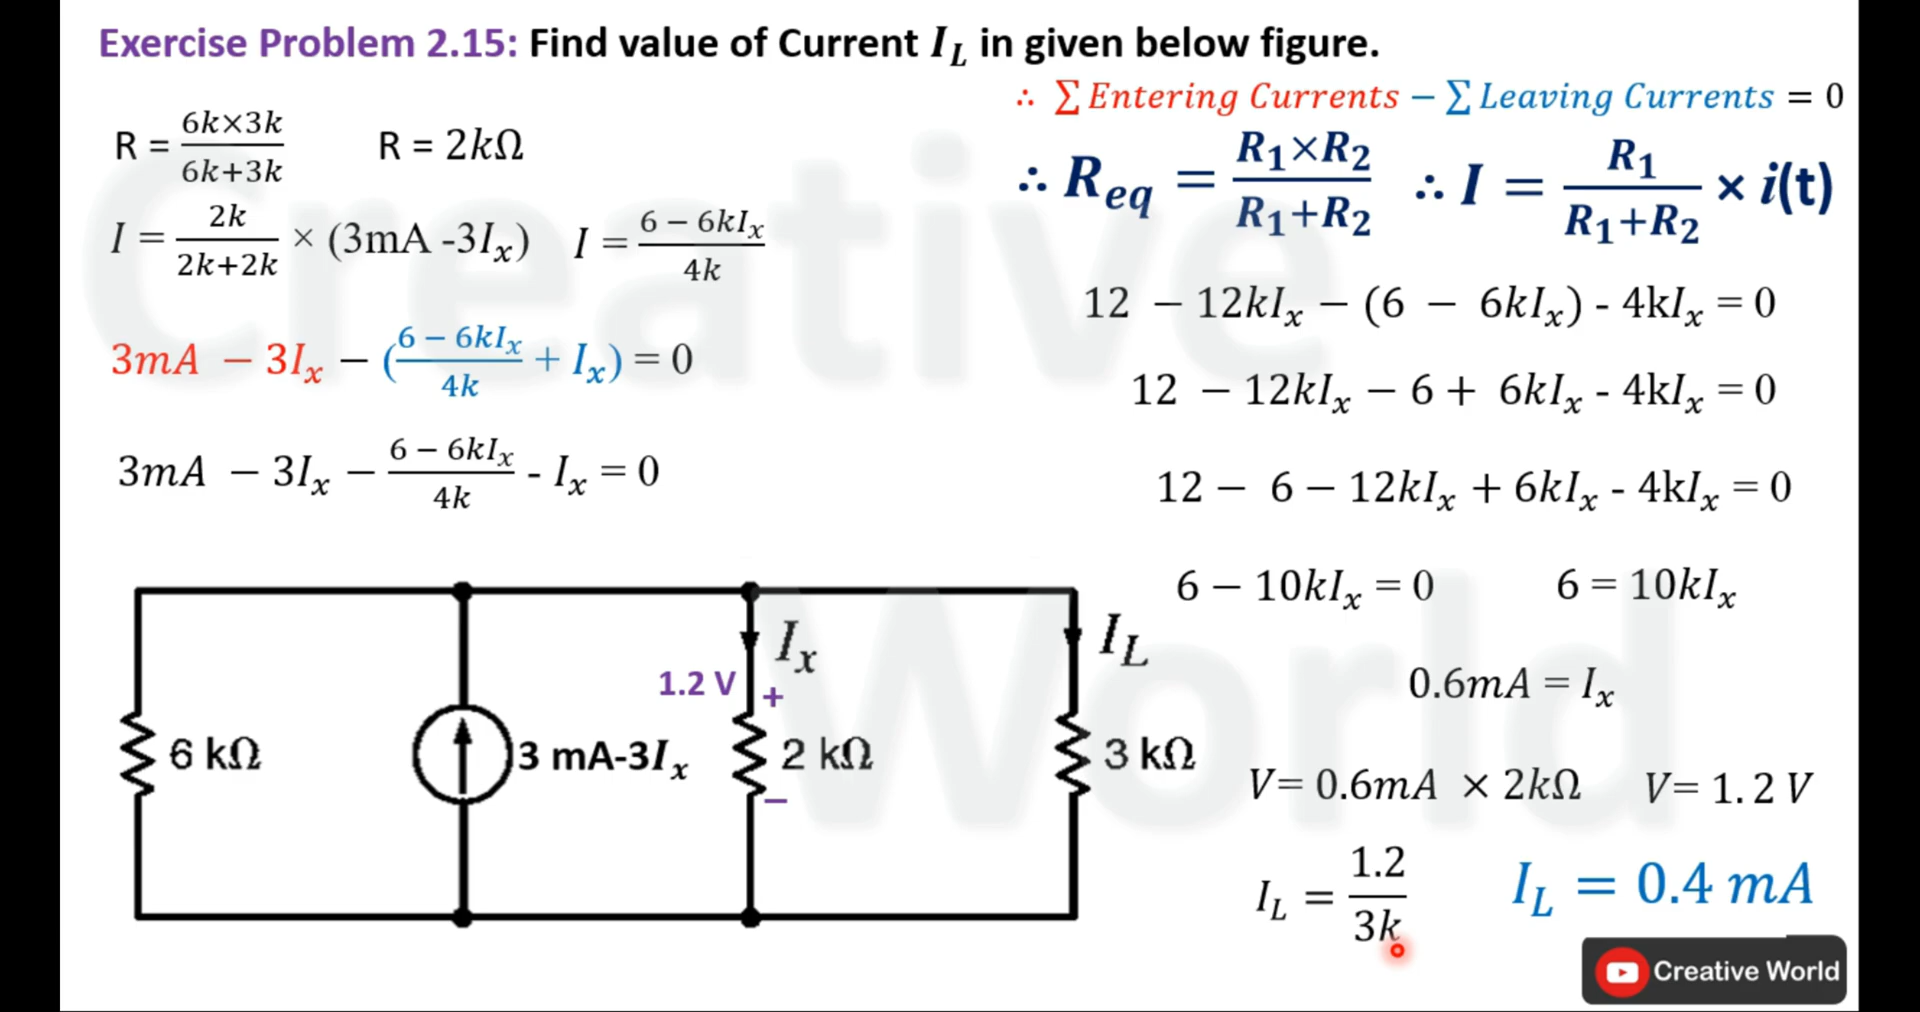 Exercise Problem 2.15: Find value of Current I_L in given below figure.
∴ ∑ Entering Currents − ∑ Leaving Currents = 0
R = 6k×3k / 6k+3k    R = 2kΩ
∴ R_eq = R₁×R₂ / R₁+R₂    ∴ I = R₁ / R₁+R₂ × i(t)
I = 2k / 2k+2k × (3mA -3I_x)    I = 6 − 6kI_x / 4k
12 − 12kI_x − (6 − 6kI_x) - 4kI_x = 0
3mA − 3I_x − (6 − 6kI_x / 4k + I_x) = 0
12 − 12kI_x − 6 + 6kI_x - 4kI_x = 0
3mA − 3I_x − 6 − 6kI_x / 4k - I_x = 0
12 − 6 − 12kI_x + 6kI_x - 4kI_x = 0
6 − 10kI_x = 0    6 = 10kI_x
0.6mA = I_x
V= 0.6mA × 2kΩ    V= 1.2 V
I_L = 1.2 / 3k    I_L = 0.4 mA
I_x
I_L
1.2 V
+
6 kΩ
3 mA-3I_x
2 kΩ
3 kΩ
−
Creative
World
Creative World